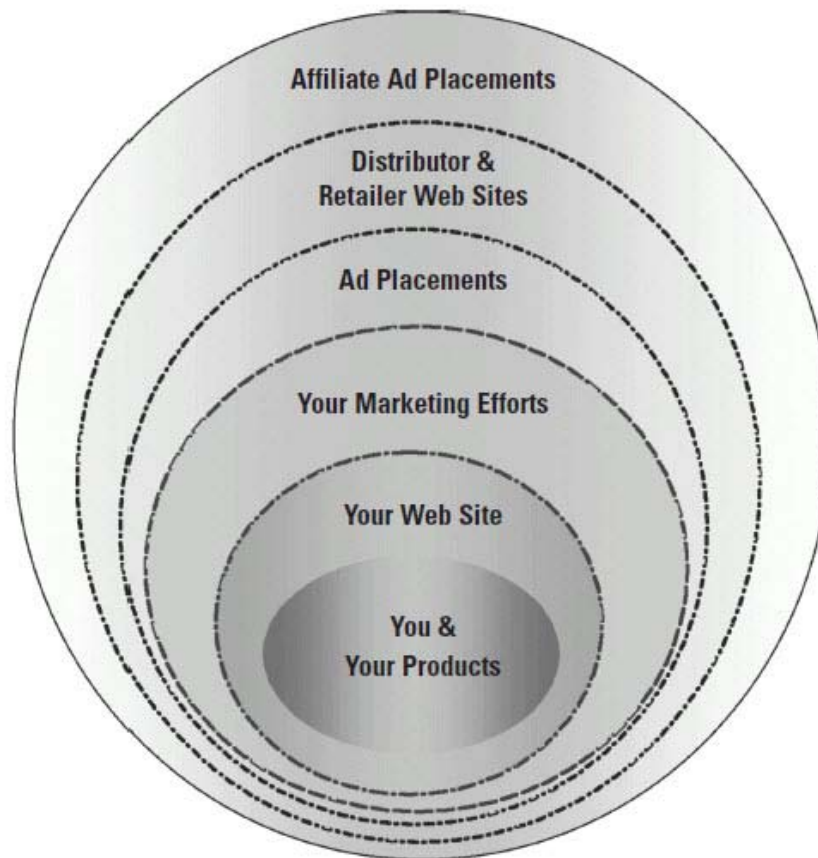 Affiliate Ad Placements
Distributor &
Retailer Web Sites
Ad Placements
Your Marketing Efforts
Your Web Site
You &
Your Products